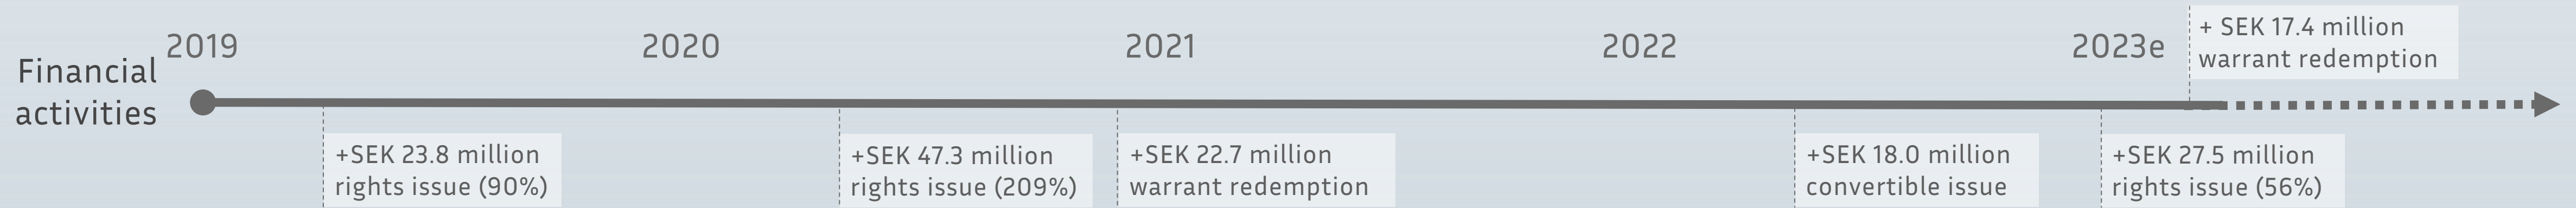 Financial
activities
2019
2020
2021
2022
2023e
+ SEK 17.4 million
warrant redemption
+SEK 23.8 million
rights issue (90%)
+SEK 47.3 million
rights issue (209%)
+SEK 22.7 million
warrant redemption
+SEK 18.0 million
convertible issue
+SEK 27.5 million
rights issue (56%)